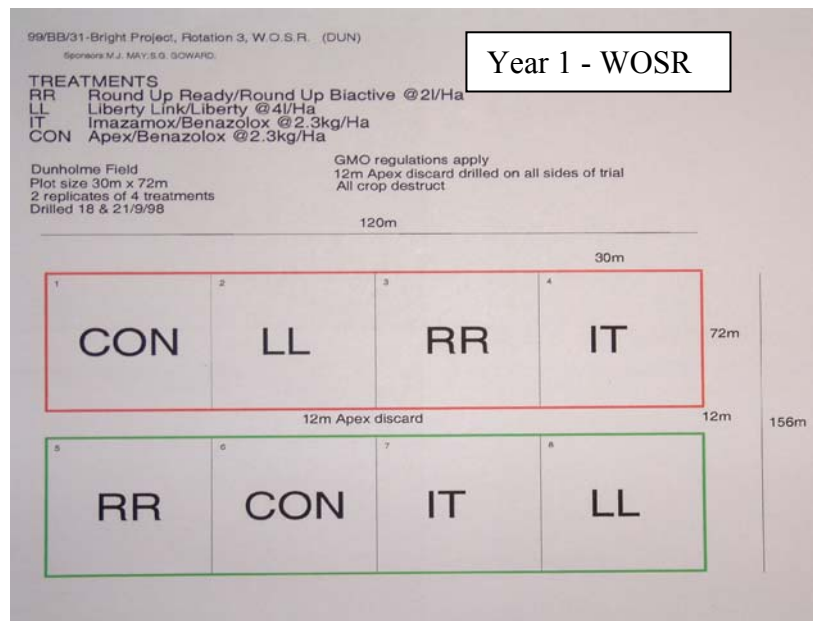 99/BB/31-Bright Project, Rotation 3, W.O.S.R. (DUN)
Sponsors M.J. MAY;S.G. GOWARD.
Year 1 - WOSR
TREATMENTS
RR Round Up Ready/Round Up Biactive @2l/Ha
LL Liberty Link/Liberty @4l/Ha
IT Imazamox/Benazolox @2.3kg/Ha
CON Apex/Benazolox @2.3kg/Ha
Dunholme Field
Plot size 30m x 72m
2 replicates of 4 treatments
Drilled 18 & 21/9/98
GMO regulations apply
12m Apex discard drilled on all sides of trial
All crop destruct
120m
30m
1 2 3 4
CON LL RR IT
72m
12m Apex discard
12m
156m
5 6 7 8
RR CON IT LL